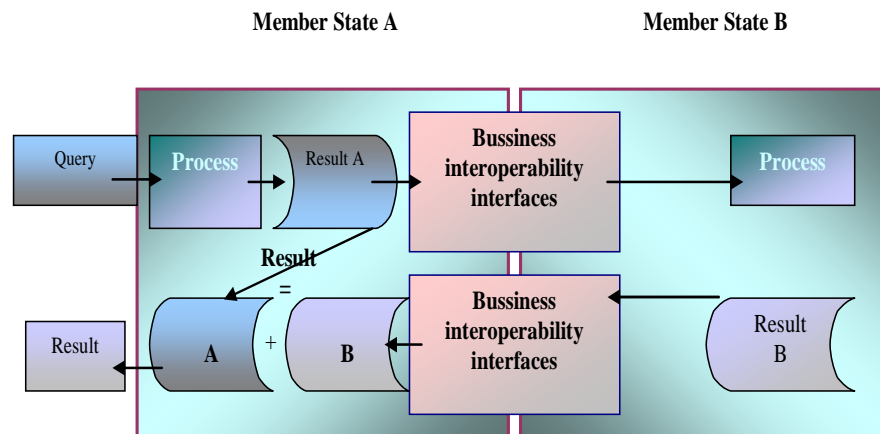 Member State A
Member State B
Query
Process
Result A
Bussiness
interoperability
interfaces
Process
Result
=
Result
A
+
B
Bussiness
interoperability
interfaces
Result
B